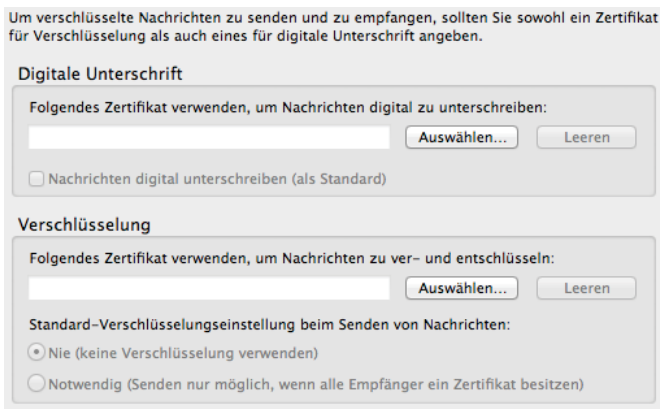 Um verschlüsselte Nachrichten zu senden und zu empfangen, sollten Sie sowohl ein Zertifikat
für Verschlüsselung als auch eines für digitale Unterschrift angeben.
Digitale Unterschrift
Folgendes Zertifikat verwenden, um Nachrichten digital zu unterschreiben:
Auswählen... Leeren
Nachrichten digital unterschreiben (als Standard)
Verschlüsselung
Folgendes Zertifikat verwenden, um Nachrichten zu ver- und entschlüsseln:
Auswählen... Leeren
Standard-Verschlüsselungseinstellung beim Senden von Nachrichten:
Nie (keine Verschlüsselung verwenden)
Notwendig (Senden nur möglich, wenn alle Empfänger ein Zertifikat besitzen)